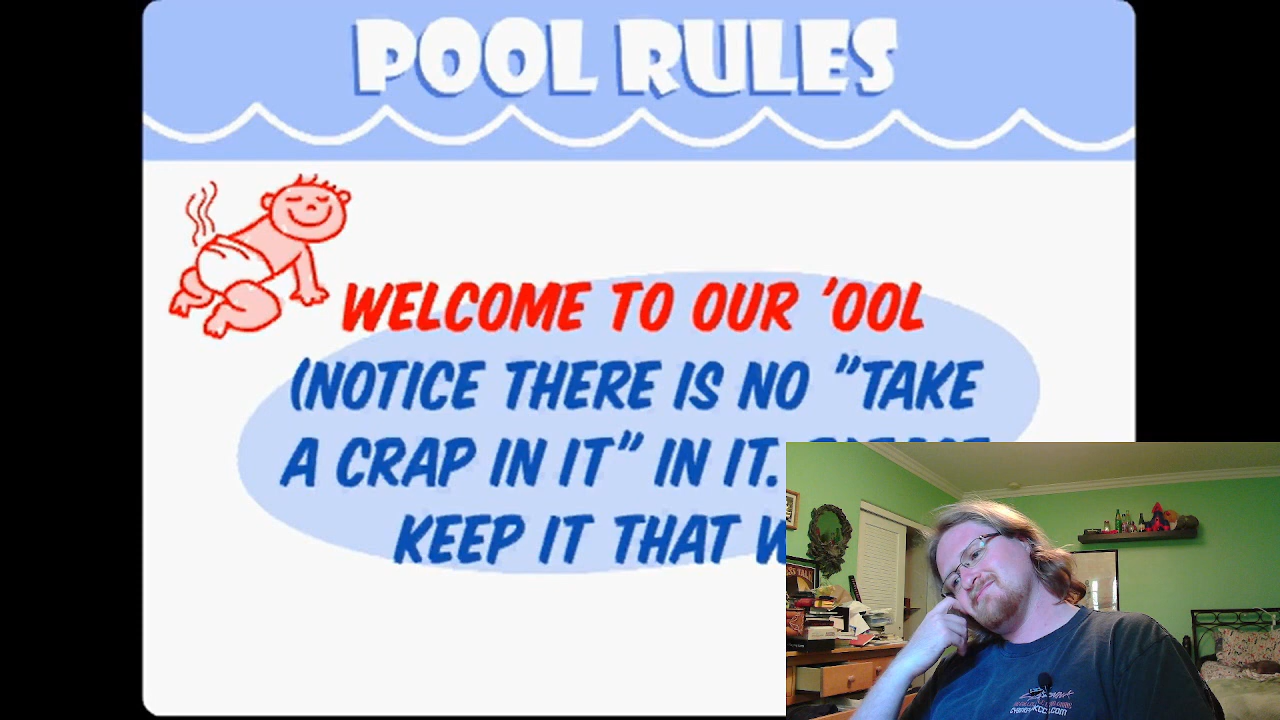 POOL RULES
WELCOME TO OUR 'OOL
(NOTICE THERE IS NO "TAKE
A CRAP IN IT" IN IT.
KEEP IT THAT